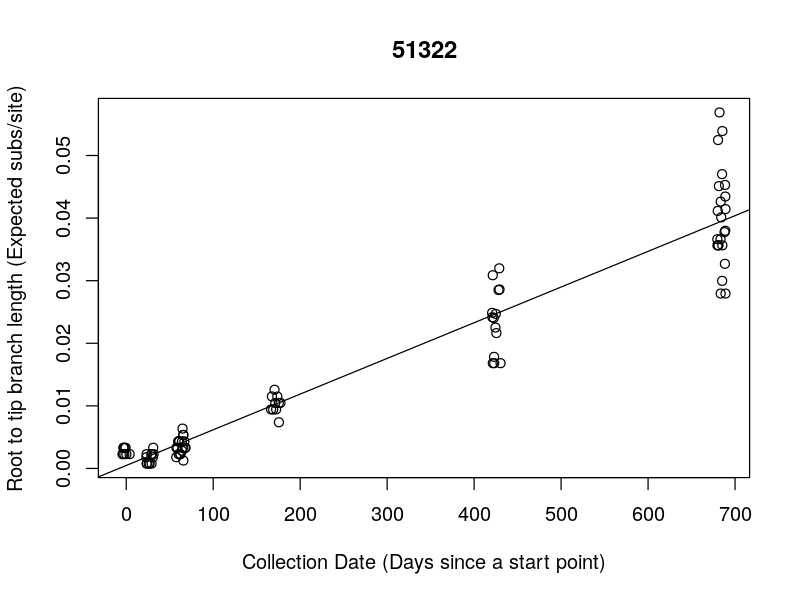 51322
Root to tip branch length (Expected subs/site)
0.05
0.04
0.03
0.02
0.01
0.00
0 100 200 300 400 500 600 700
Collection Date (Days since a start point)